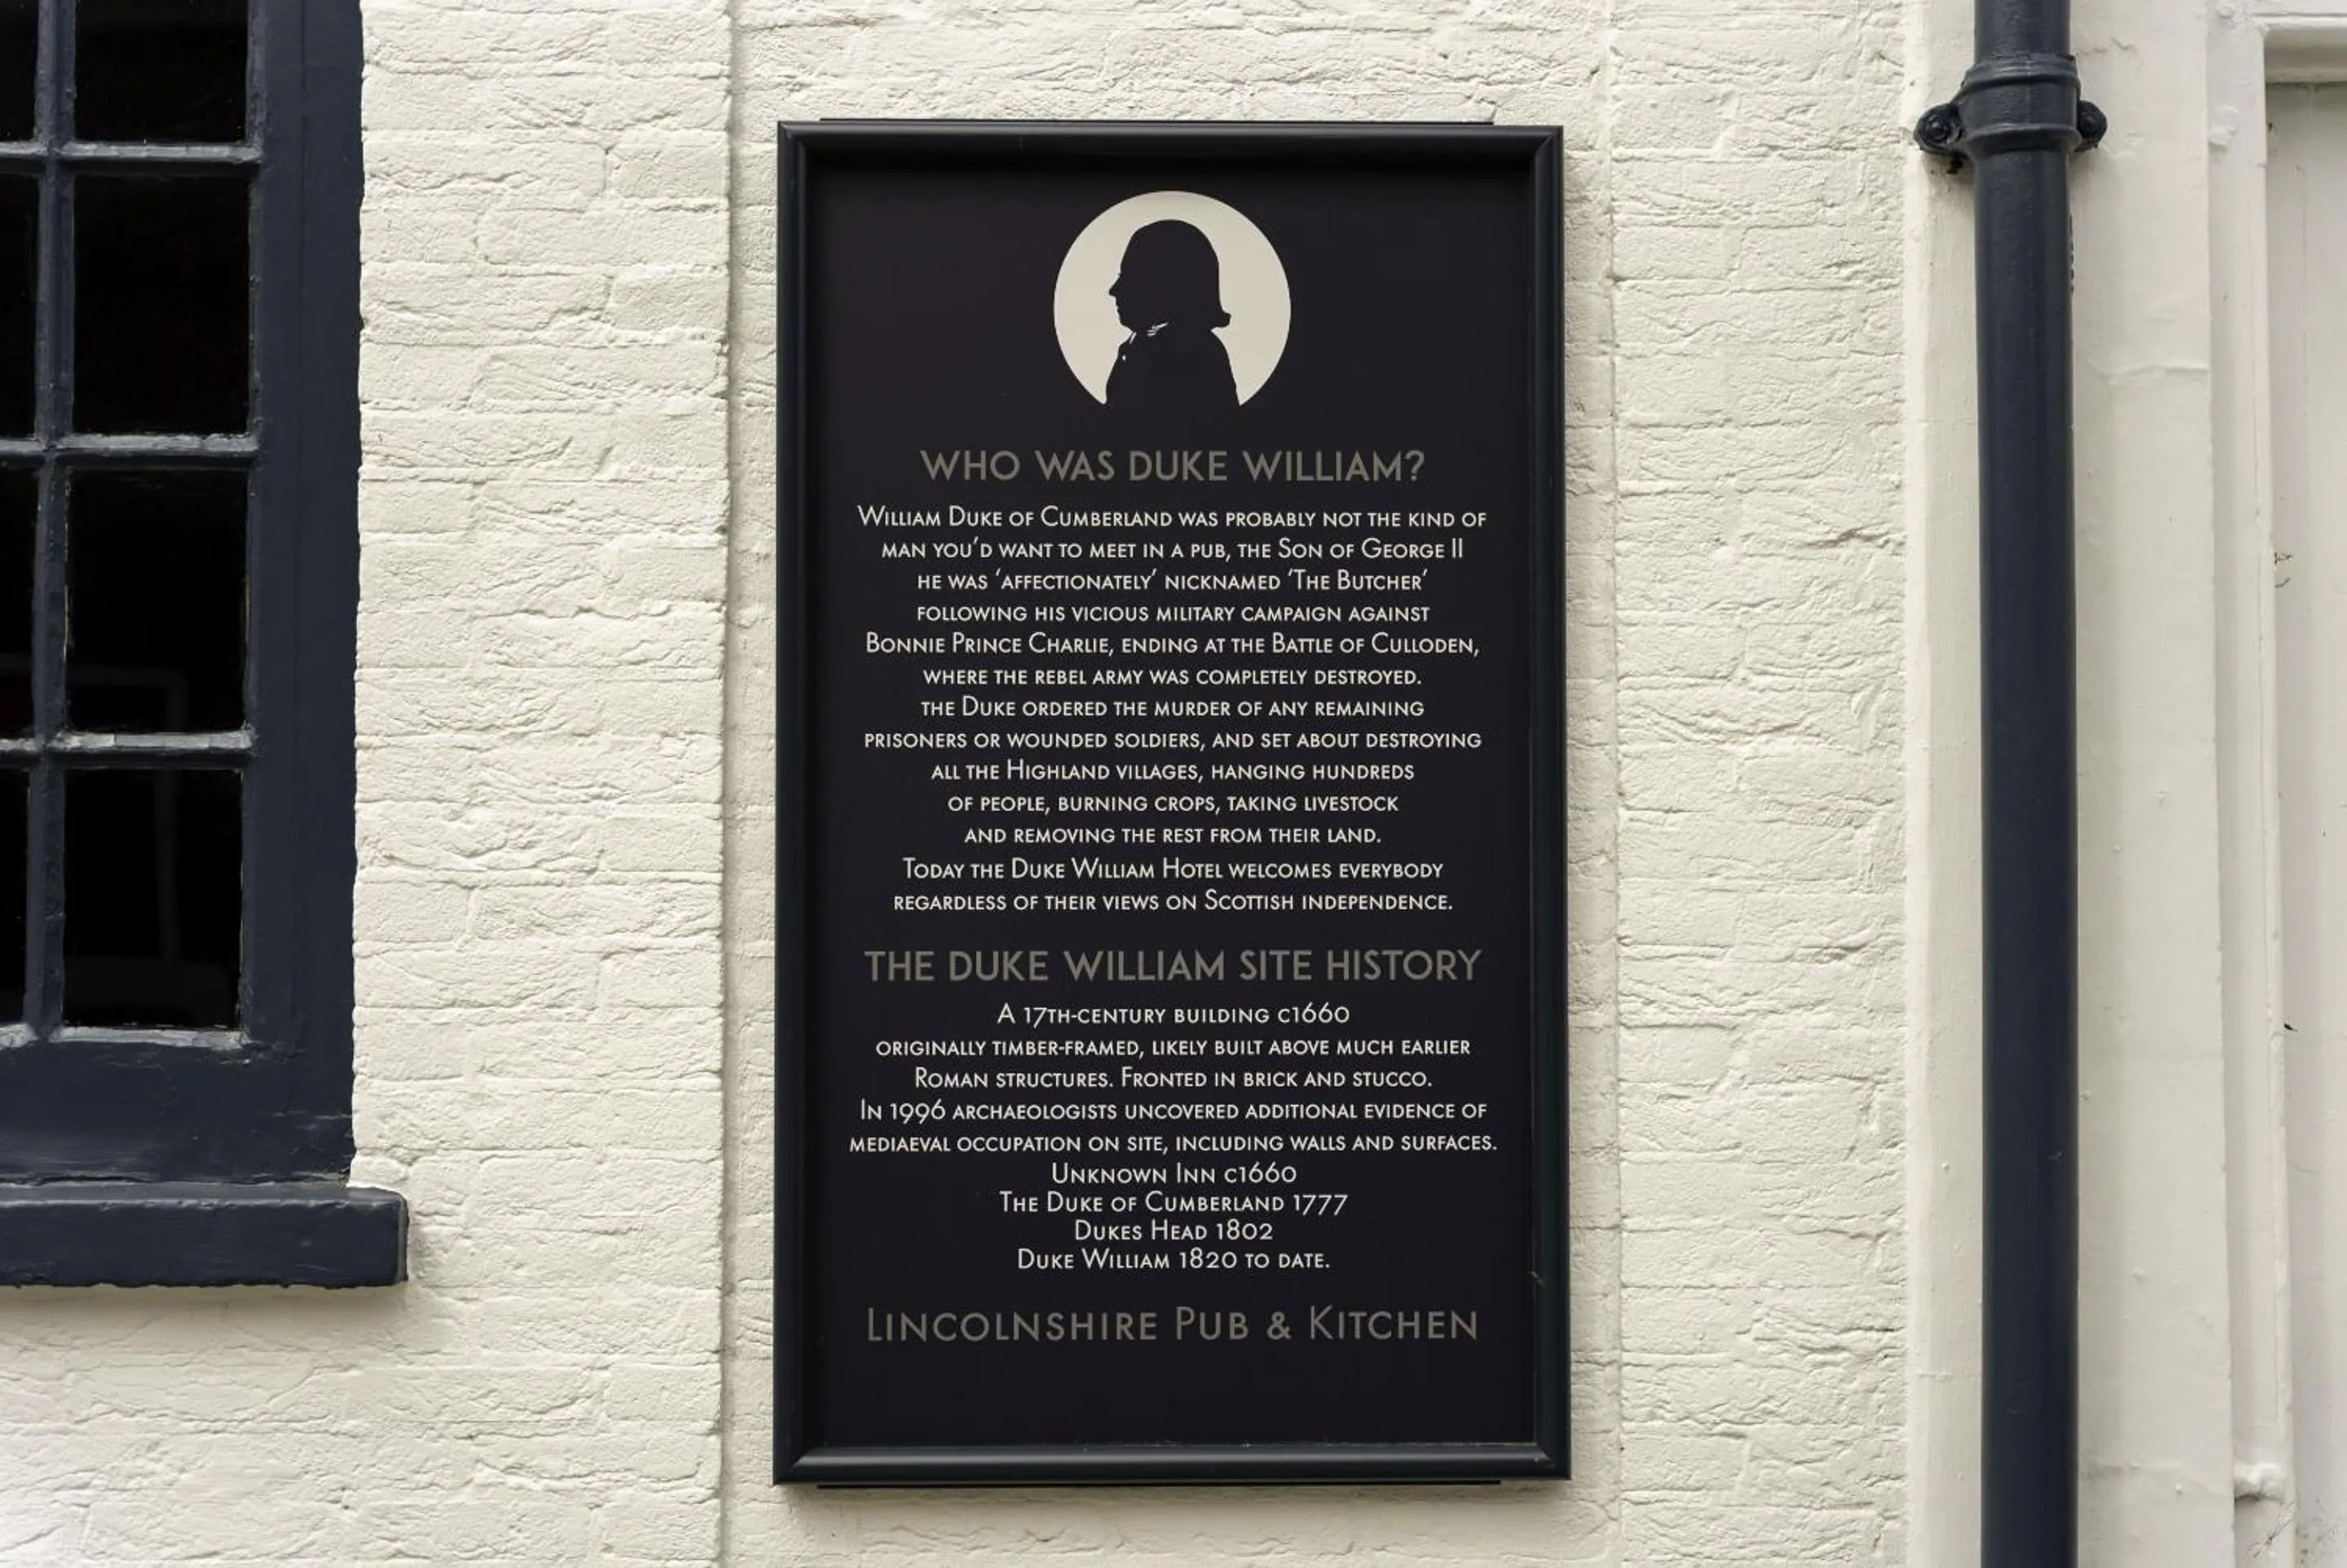 WHO WAS DUKE WILLIAM?
William Duke of Cumberland was probably not the kind of
man you'd want to meet in a pub, the Son of George II
he was ‘affectionately’ nicknamed ‘The Butcher’
following his vicious military campaign against
Bonnie Prince Charlie, ending at the Battle of Culloden,
where the rebel army was completely destroyed.
the Duke ordered the murder of any remaining
prisoners or wounded soldiers, and set about destroying
all the Highland villages, hanging hundreds
of people, burning crops, taking livestock
and removing the rest from their land.
Today the Duke William Hotel welcomes everybody
regardless of their views on Scottish independence.
THE DUKE WILLIAM SITE HISTORY
A 17th-century building c1660
originally timber-framed, likely built above much earlier
Roman structures. Fronted in brick and stucco.
In 1996 archaeologists uncovered additional evidence of
mediaeval occupation on site, including walls and surfaces.
Unknown Inn c1660
The Duke of Cumberland 1777
Dukes Head 1802
Duke William 1820 to date.
Lincolnshire Pub & Kitchen